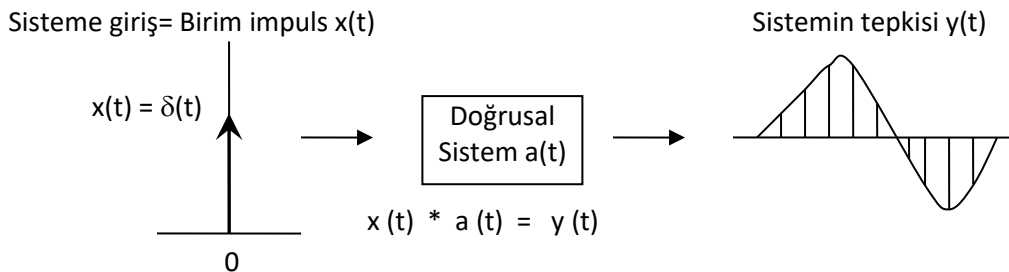 Sisteme giriş= Birim impuls x(t)
Sistemin tepkisi y(t)
x(t) = δ(t)
Doğrusal
Sistem a(t)
x (t) * a (t) = y (t)
0